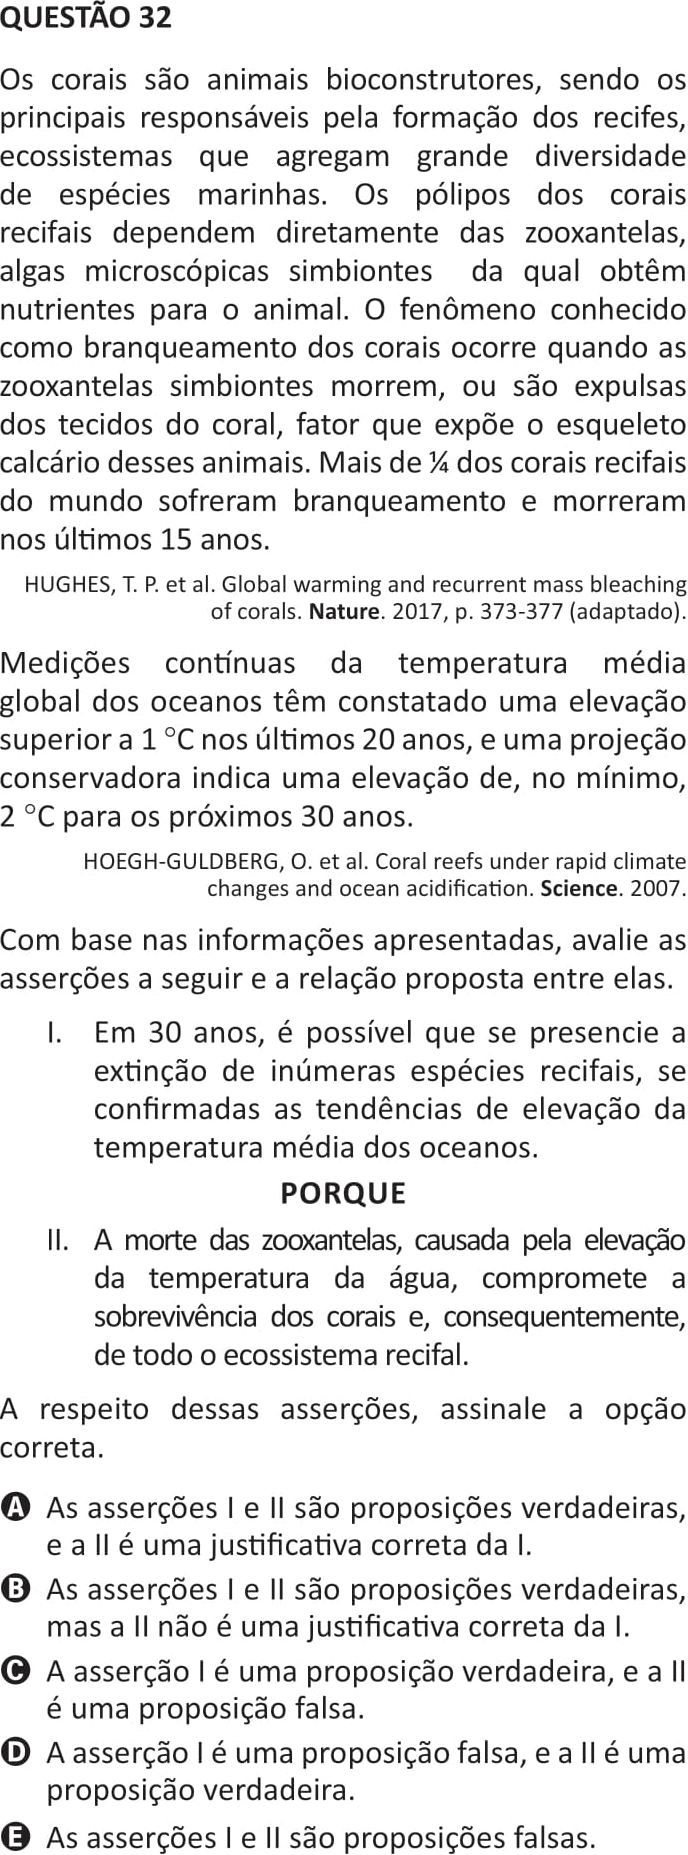 QUESTÃO 32
Os corais são animais bioconstrutores, sendo os
principais responsáveis pela formação dos recifes,
ecossistemas que agregam grande diversidade
de espécies marinhas. Os pólipos dos corais
recifais dependem diretamente das zooxantelas,
algas microscópicas simbiontes da qual obtêm
nutrientes para o animal. O fenômeno conhecido
como branqueamento dos corais ocorre quando as
zooxantelas simbiontes morrem, ou são expulsas
dos tecidos do coral, fator que expõe o esqueleto
calcário desses animais. Mais de ¼ dos corais recifais
do mundo sofreram branqueamento e morreram
nos últimos 15 anos.
HUGHES, T. P. et al. Global warming and recurrent mass bleaching
of corals. Nature. 2017, p. 373-377 (adaptado).
Medições contínuas da temperatura média
global dos oceanos têm constatado uma elevação
superior a 1 °C nos últimos 20 anos, e uma projeção
conservadora indica uma elevação de, no mínimo,
2 °C para os próximos 30 anos.
HOEGH-GULDBERG, O. et al. Coral reefs under rapid climate
changes and ocean acidification. Science. 2007.
Com base nas informações apresentadas, avalie as
asserções a seguir e a relação proposta entre elas.
I. Em 30 anos, é possível que se presencie a
extinção de inúmeras espécies recifais, se
confirmadas as tendências de elevação da
temperatura média dos oceanos.
PORQUE
II. A morte das zooxantelas, causada pela elevação
da temperatura da água, compromete a
sobrevivência dos corais e, consequentemente,
de todo o ecossistema recifal.
A respeito dessas asserções, assinale a opção
correta.
A As asserções I e II são proposições verdadeiras,
e a II é uma justificativa correta da I.
B As asserções I e II são proposições verdadeiras,
mas a II não é uma justificativa correta da I.
C A asserção I é uma proposição verdadeira, e a II
é uma proposição falsa.
D A asserção I é uma proposição falsa, e a II é uma
proposição verdadeira.
E As asserções I e II são proposições falsas.